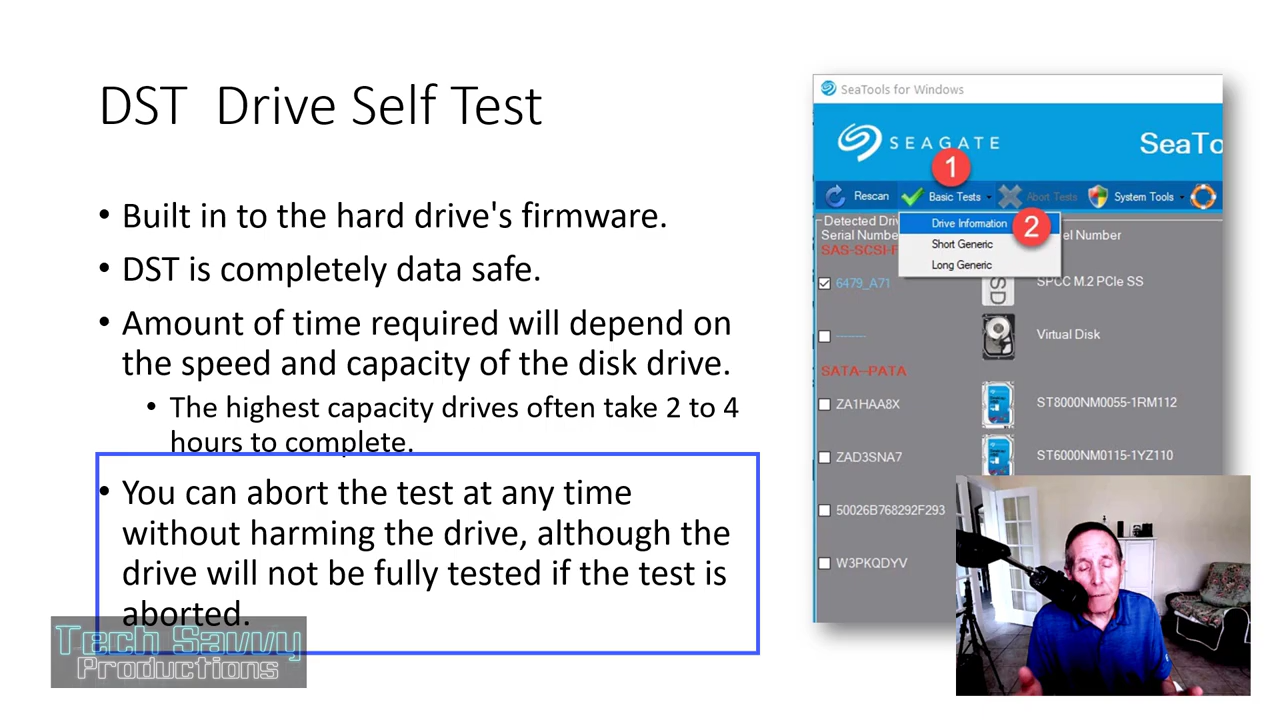 DST  Drive Self Test
• Built in to the hard drive's firmware.
• DST is completely data safe.
• Amount of time required will depend on
the speed and capacity of the disk drive.
• The highest capacity drives often take 2 to 4
hours to complete.
• You can abort the test at any time
without harming the drive, although the
drive will not be fully tested if the test is
aborted.
Tech Savvy
Productions
SeaTools for Windows
SEAGATE
SeaTo
1
Rescan
Basic Tests
Abort Tests
System Tools
Detected Driv
Drive Information
2
Serial Number
el Number
Short Generic
SAS-SCSI-F
Long Generic
6479_A71
SD
SPCC M.2 PCIe SS
--------
Virtual Disk
SATA--PATA
ZA1HAA8X
ST8000NM0055-1RM112
ZAD3SNA7
ST6000NM0115-1YZ110
50026B768292F293
W3PKQDYV